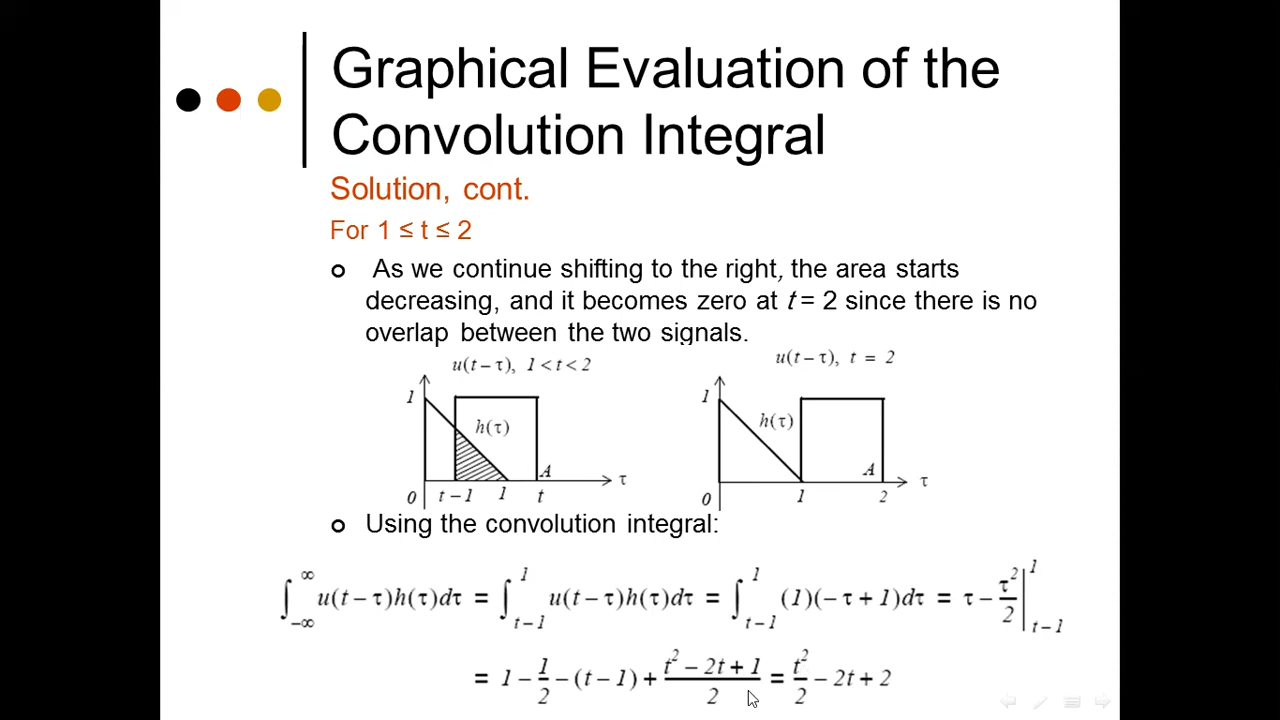 Graphical Evaluation of the
Convolution Integral
Solution, cont.
For 1 ≤ t ≤ 2
As we continue shifting to the right, the area starts
decreasing, and it becomes zero at t = 2 since there is no
overlap between the two signals.
u(t−τ), 1<t<2
1
h(τ)
A
τ
0 t−1 1 t
u(t−τ), t = 2
1
h(τ)
A
τ
0 1 2
Using the convolution integral:
∫_{−∞}^{∞} u(t−τ)h(τ)dτ = ∫_{t−1}^{1} u(t−τ)h(τ)dτ = ∫_{t−1}^{1} (1)(−τ+1)dτ = τ − τ²/2 |_{t−1}^{1}
= 1 − 1/2 − (t−1) + (t² − 2t + 1)/2 = t²/2 − 2t + 2